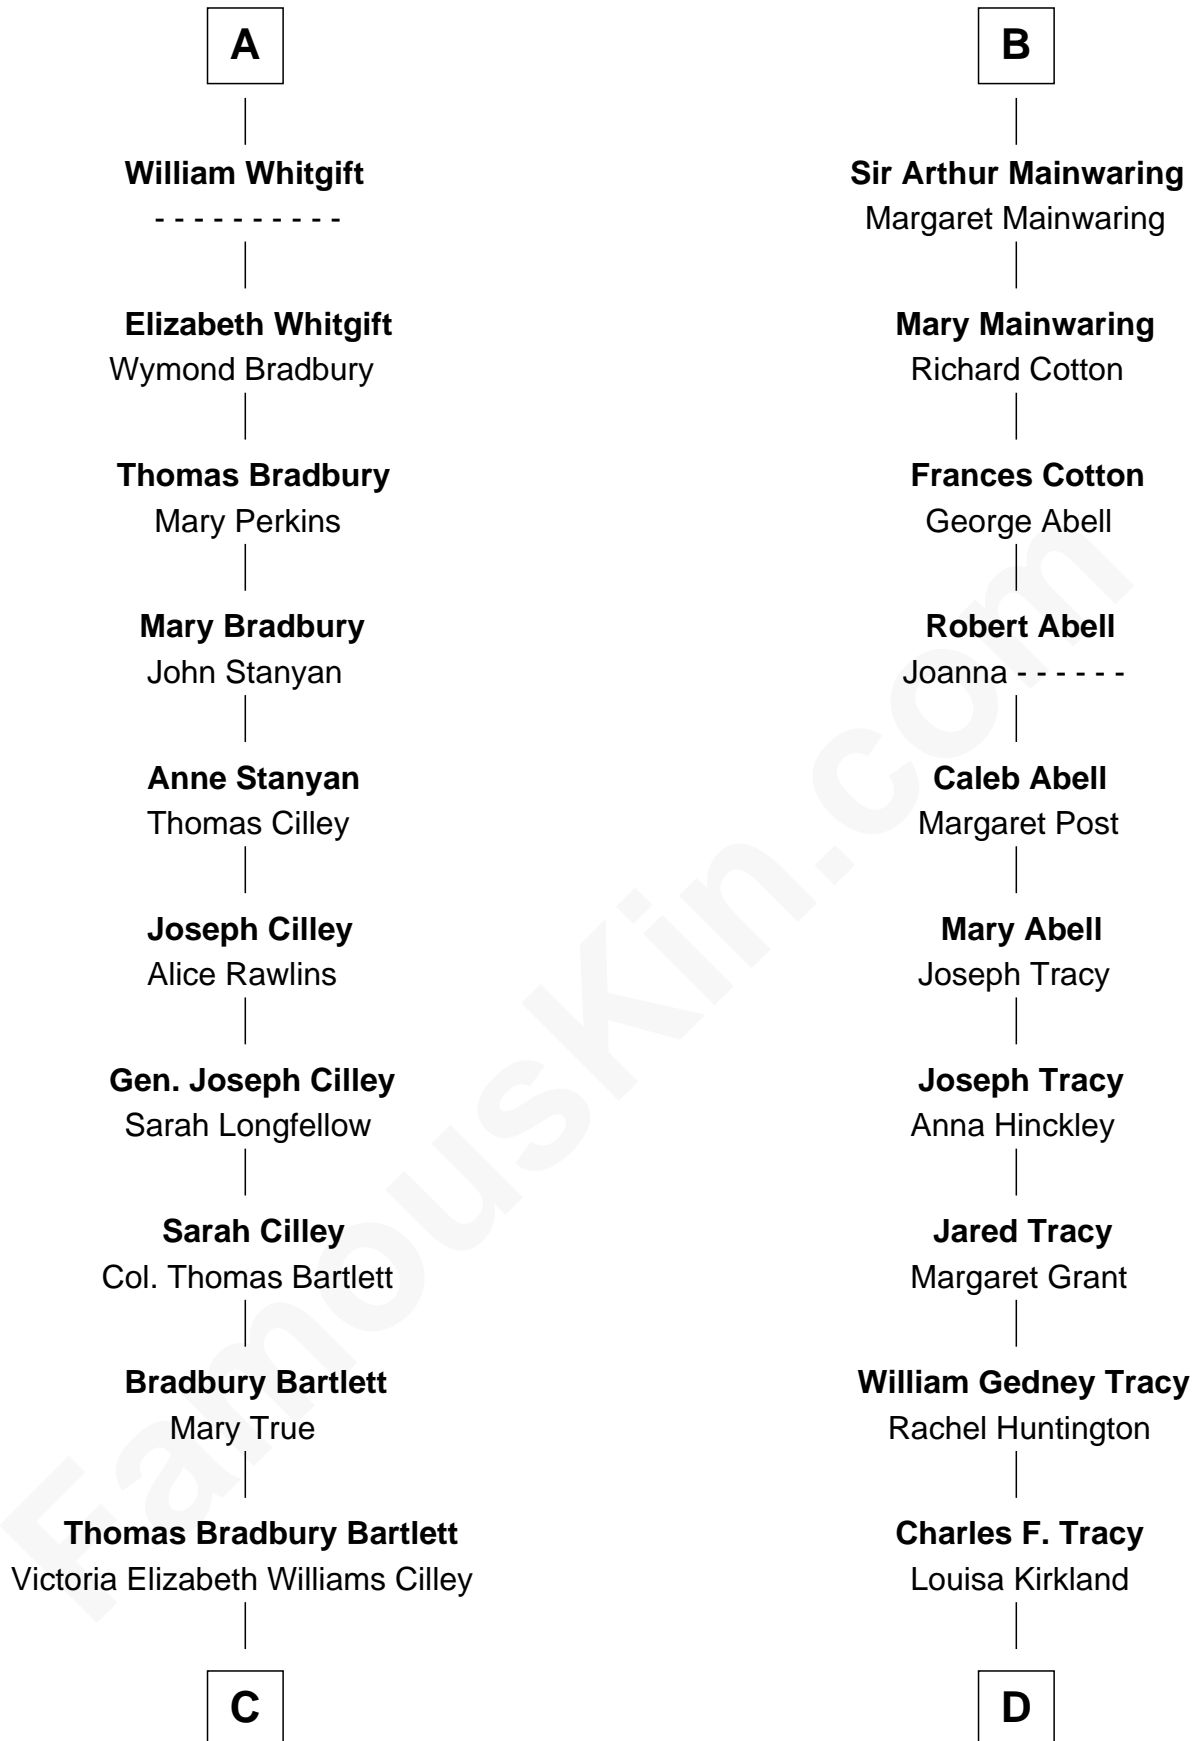 A
William Whitgift
- - - - - - - - - -
Elizabeth Whitgift
Wymond Bradbury
Thomas Bradbury
Mary Perkins
Mary Bradbury
John Stanyan
Anne Stanyan
Thomas Cilley
Joseph Cilley
Alice Rawlins
Gen. Joseph Cilley
Sarah Longfellow
Sarah Cilley
Col. Thomas Bartlett
Bradbury Bartlett
Mary True
Thomas Bradbury Bartlett
Victoria Elizabeth Williams Cilley
C
B
Sir Arthur Mainwaring
Margaret Mainwaring
Mary Mainwaring
Richard Cotton
Frances Cotton
George Abell
Robert Abell
Joanna - - - - - -
Caleb Abell
Margaret Post
Mary Abell
Joseph Tracy
Joseph Tracy
Anna Hinckley
Jared Tracy
Margaret Grant
William Gedney Tracy
Rachel Huntington
Charles F. Tracy
Louisa Kirkland
D
FamousKin.com